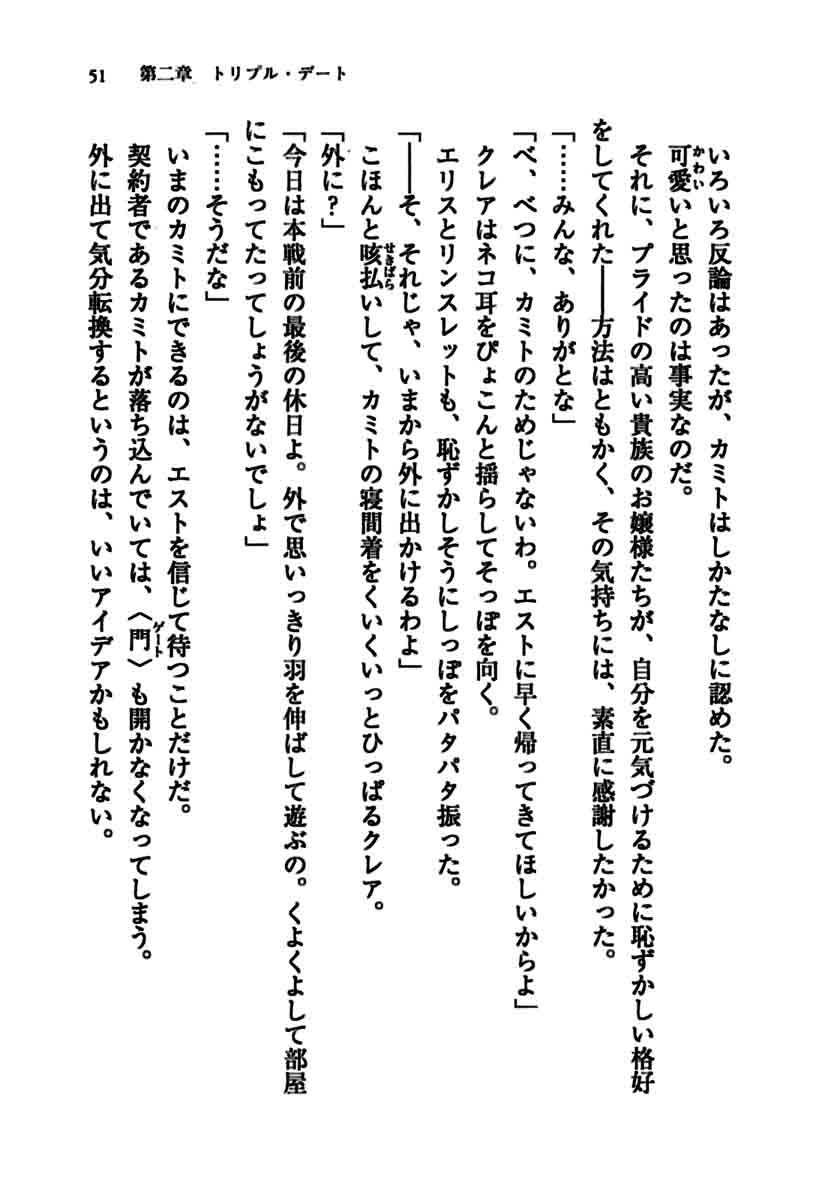 51　第二章　トリプル・デート
いろいろ反論はあったが、カミトはしかたなしに認めた。
可愛いと思ったのは事実なのだ。
それに、プライドの高い貴族のお嬢様たちが、自分を元気づけるために恥ずかしい格好
をしてくれた――方法はともかく、その気持ちには、素直に感謝したかった。
「……みんな、ありがとな」
「べ、べつに、カミトのためじゃないわ。エストに早く帰ってきてほしいからよ」
クレアはネコ耳をぴょこんと揺らしてそっぽを向く。
エリスとリンスレットも、恥ずかしそうにしっぽをパタパタ振った。
「――そ、それじゃ、いまから外に出かけるわよ」
こほんと咳払いして、カミトの寝間着をくいくいっとひっぱるクレア。
「外に？」
「今日は本戦前の最後の休日よ。外で思いっきり羽を伸ばして遊ぶの。くよくよして部屋
にこもってたってしょうがないでしょ」
「……そうだな」
いまのカミトにできるのは、エストを信じて待つことだけだ。
契約者であるカミトが落ち込んでいては、〈門〉も開かなくなってしまう。
外に出て気分転換するというのは、いいアイデアかもしれない。